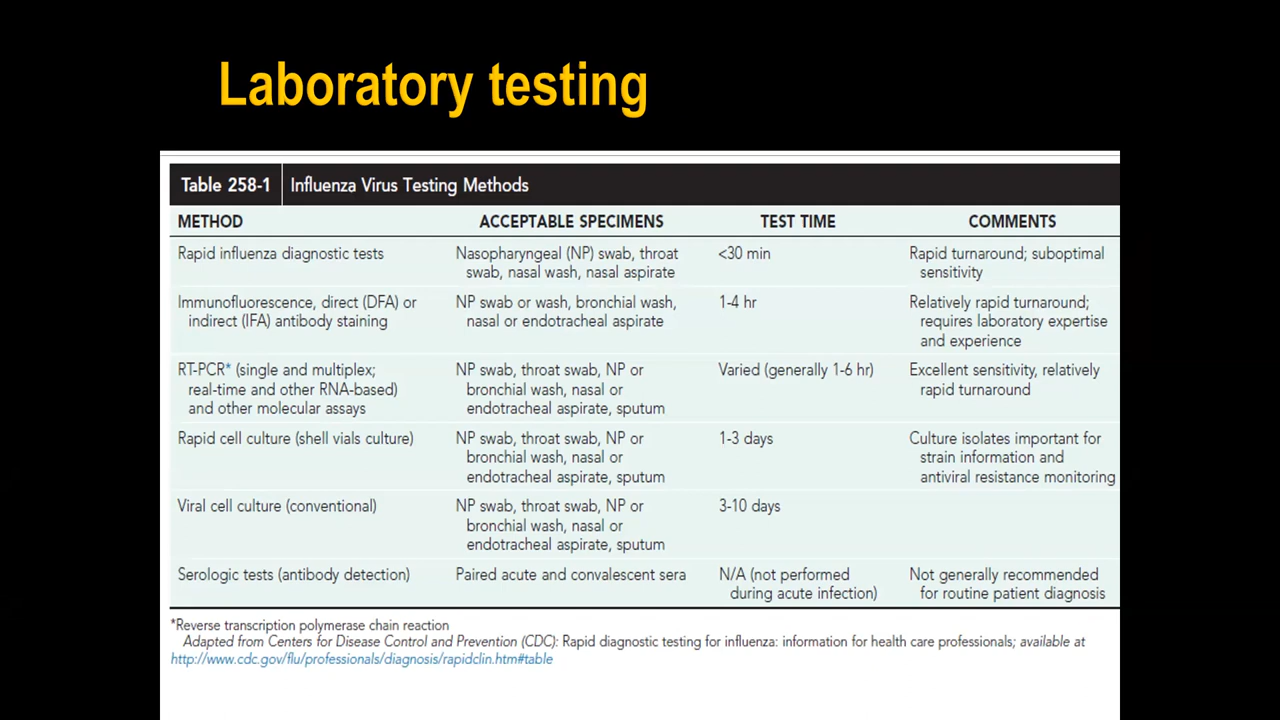 Laboratory testing
Table 258-1 Influenza Virus Testing Methods
METHOD ACCEPTABLE SPECIMENS TEST TIME COMMENTS
Rapid influenza diagnostic tests Nasopharyngeal (NP) swab, throat <30 min Rapid turnaround; suboptimal
swab, nasal wash, nasal aspirate sensitivity
Immunofluorescence, direct (DFA) or NP swab or wash, bronchial wash, 1-4 hr Relatively rapid turnaround;
indirect (IFA) antibody staining nasal or endotracheal aspirate requires laboratory expertise
and experience
RT-PCR* (single and multiplex; NP swab, throat swab, NP or Varied (generally 1-6 hr) Excellent sensitivity, relatively
real-time and other RNA-based) bronchial wash, nasal or rapid turnaround
and other molecular assays endotracheal aspirate, sputum
Rapid cell culture (shell vials culture) NP swab, throat swab, NP or 1-3 days Culture isolates important for
bronchial wash, nasal or strain information and
endotracheal aspirate, sputum antiviral resistance monitoring
Viral cell culture (conventional) NP swab, throat swab, NP or 3-10 days
bronchial wash, nasal or
endotracheal aspirate, sputum
Serologic tests (antibody detection) Paired acute and convalescent sera N/A (not performed Not generally recommended
during acute infection) for routine patient diagnosis
*Reverse transcription polymerase chain reaction
Adapted from Centers for Disease Control and Prevention (CDC): Rapid diagnostic testing for influenza: information for health care professionals; available at
http://www.cdc.gov/flu/professionals/diagnosis/rapidclin.htm#table